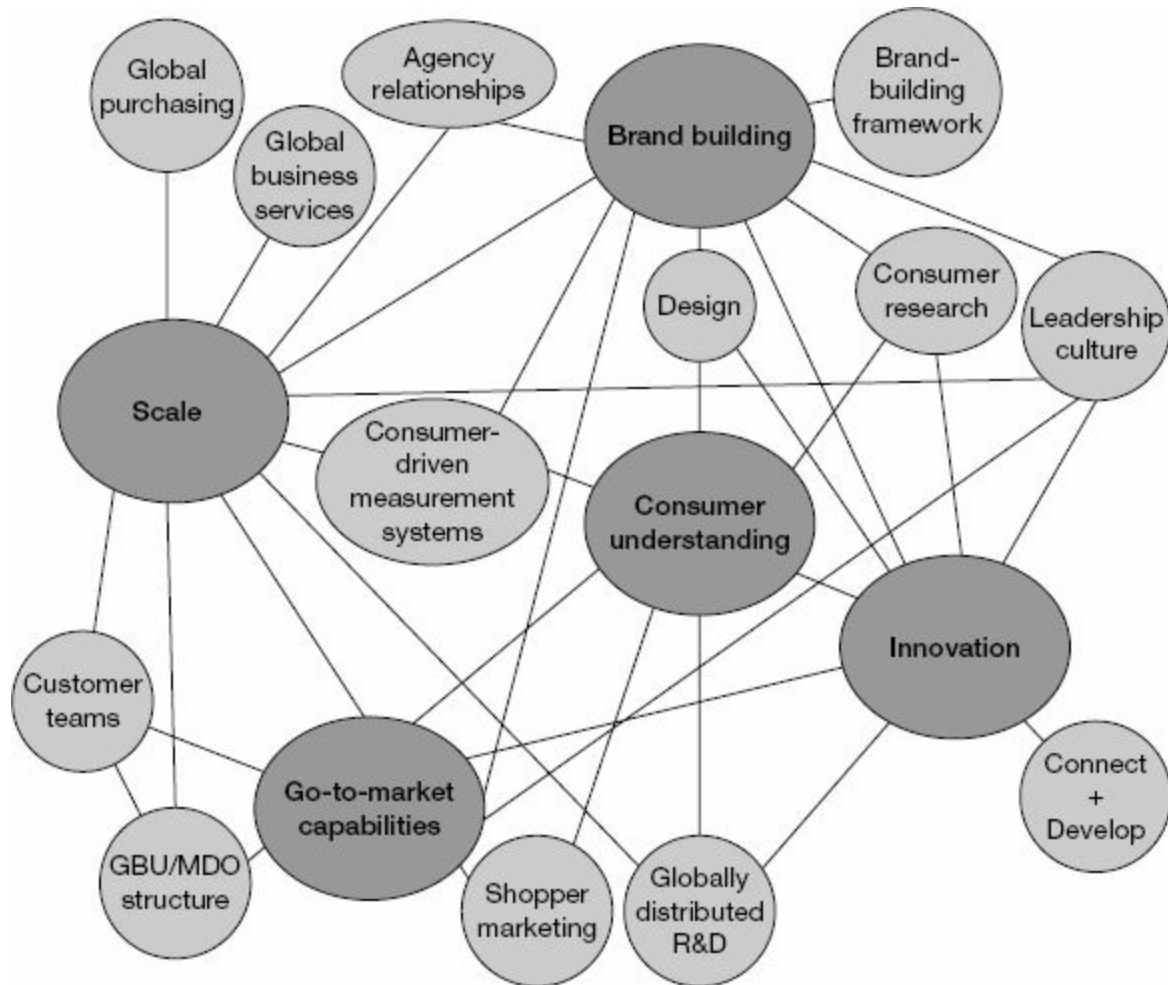 Global
purchasing
Agency
relationships
Brand building
Brand-
building
framework
Global
business
services
Design
Consumer
research
Leadership
culture
Scale
Consumer-
driven
measurement
systems
Consumer
understanding
Innovation
Customer
teams
Go-to-market
capabilities
Connect
+
Develop
GBU/MDO
structure
Shopper
marketing
Globally
distributed
R&D